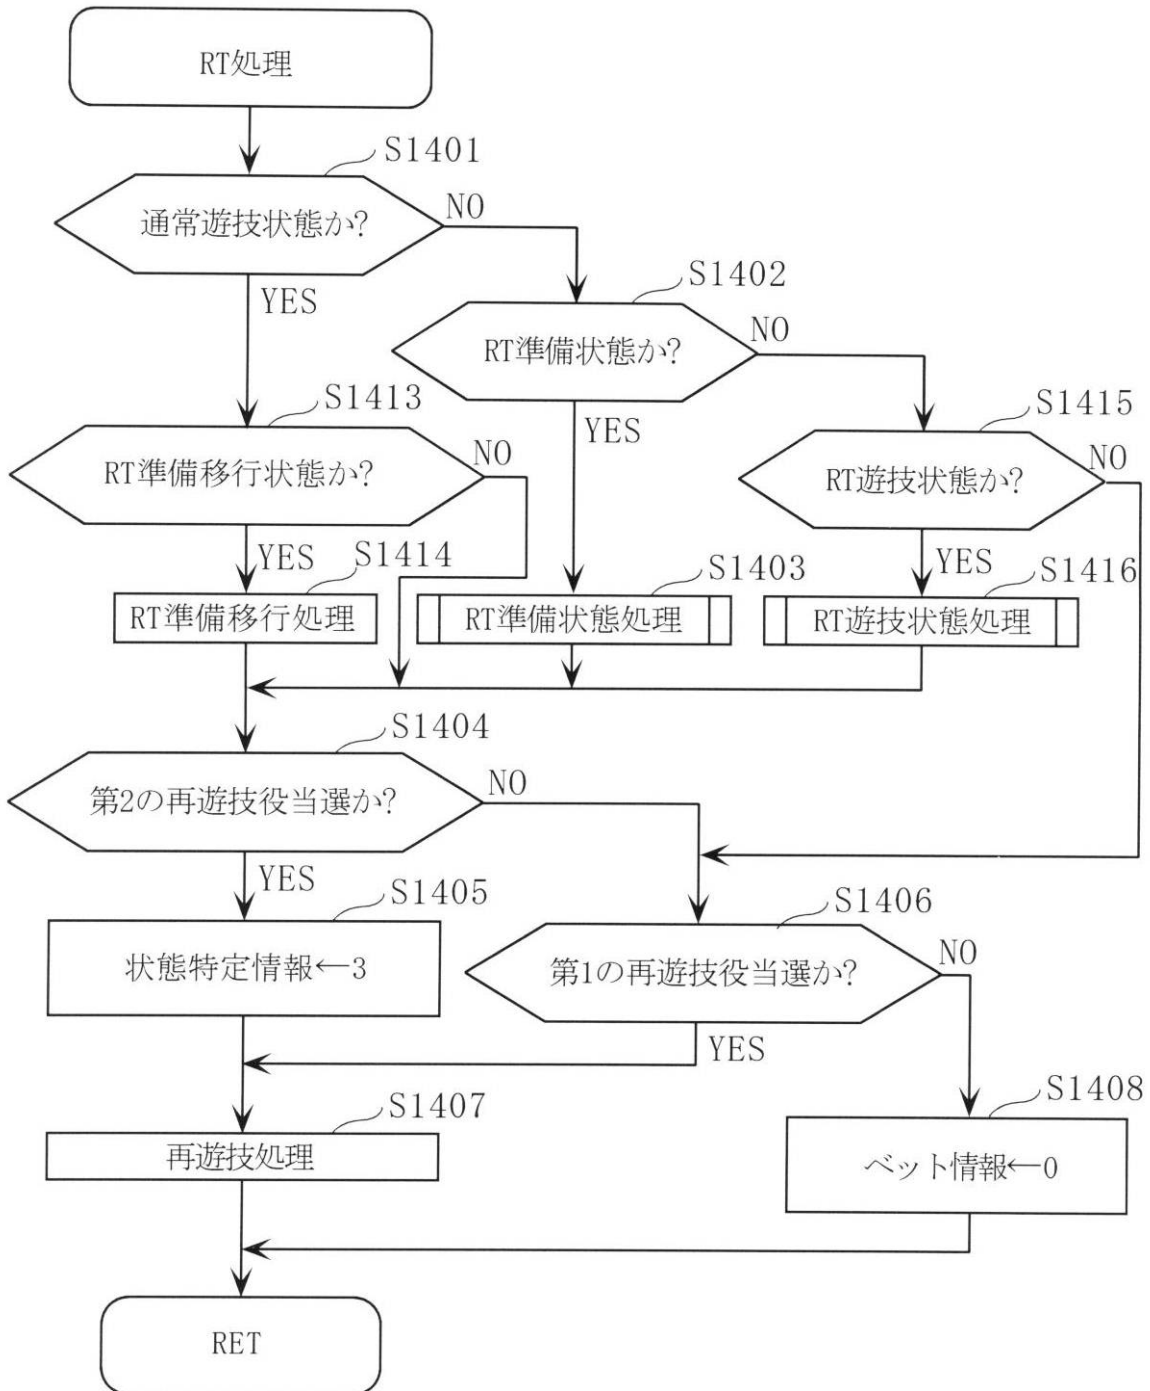 RT処理
S1401
通常遊技状態か?
NO
YES
S1402
RT準備状態か?
NO
YES
S1413
RT準備移行状態か?
NO
YES
S1415
RT遊技状態か?
NO
YES
S1414
RT準備移行処理
S1403
RT準備状態処理
S1416
RT遊技状態処理
S1404
第2の再遊技役当選か?
NO
YES
S1405
状態特定情報←3
S1406
第1の再遊技役当選か?
NO
YES
S1407
再遊技処理
S1408
ベット情報←0
RET